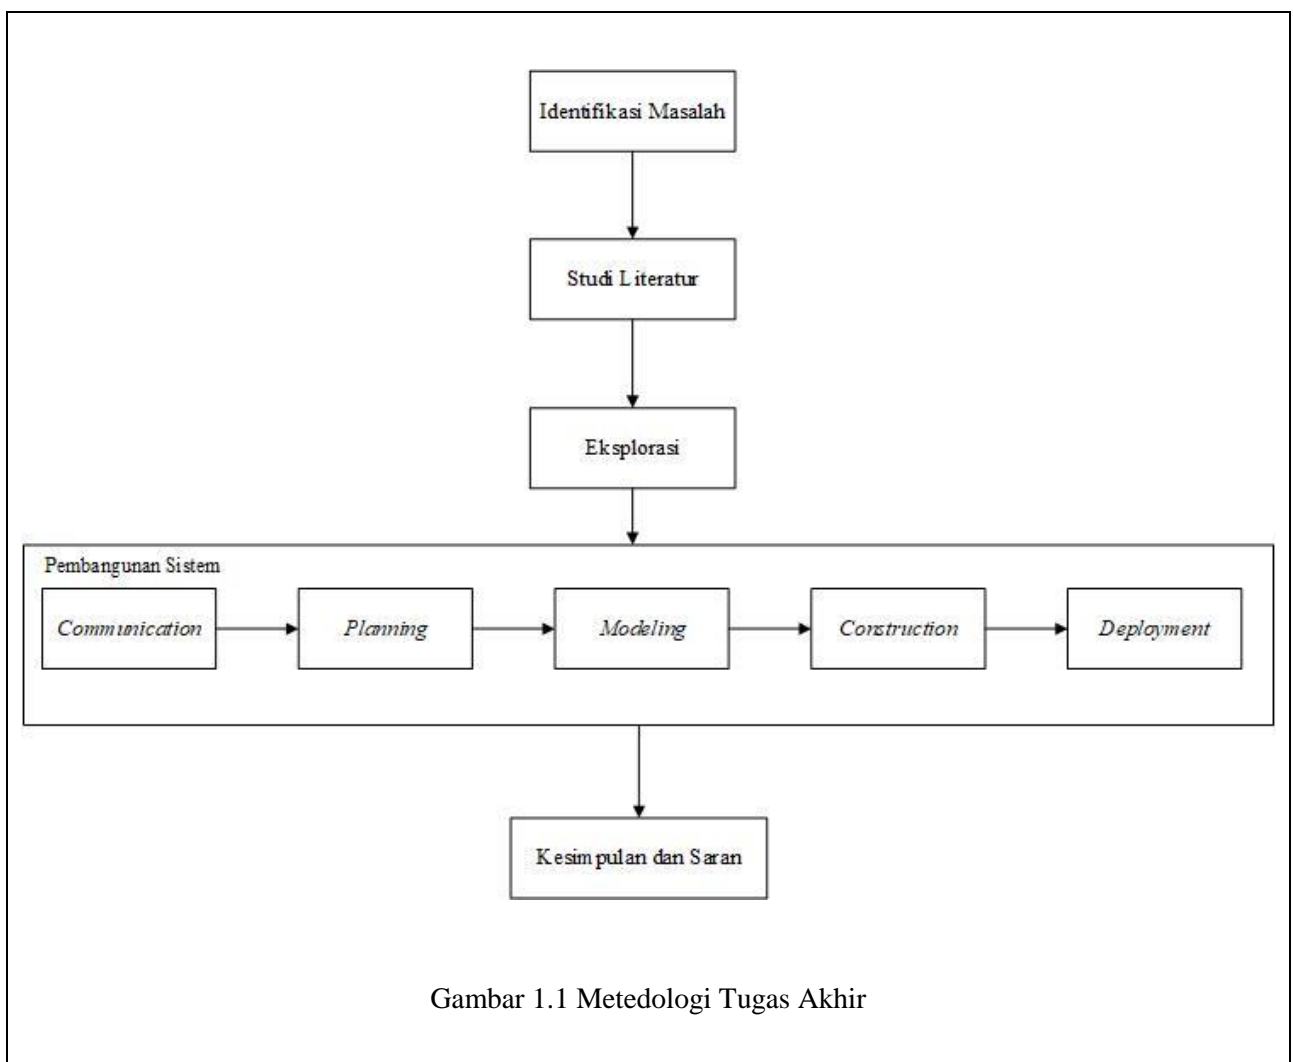 Identifikasi Masalah
Studi Literatur
Eksplorasi
Pembangunan Sistem
Communication
Planning
Modeling
Construction
Deployment
Kesimpulan dan Saran
Gambar 1.1 Metedologi Tugas Akhir